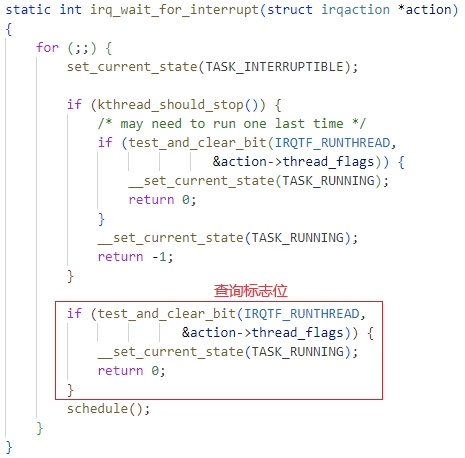 static int irq_wait_for_interrupt(struct irqaction *action)
{
    for (;;) {
        set_current_state(TASK_INTERRUPTIBLE);

        if (kthread_should_stop()) {
            /* may need to run one last time */
            if (test_and_clear_bit(IRQTF_RUNTHREAD,
                        &action->thread_flags)) {
                __set_current_state(TASK_RUNNING);
                return 0;
            }
            __set_current_state(TASK_RUNNING);
            return -1;
        }
查询标志位
        if (test_and_clear_bit(IRQTF_RUNTHREAD,
                    &action->thread_flags)) {
            __set_current_state(TASK_RUNNING);
            return 0;
        }
        schedule();
    }
}